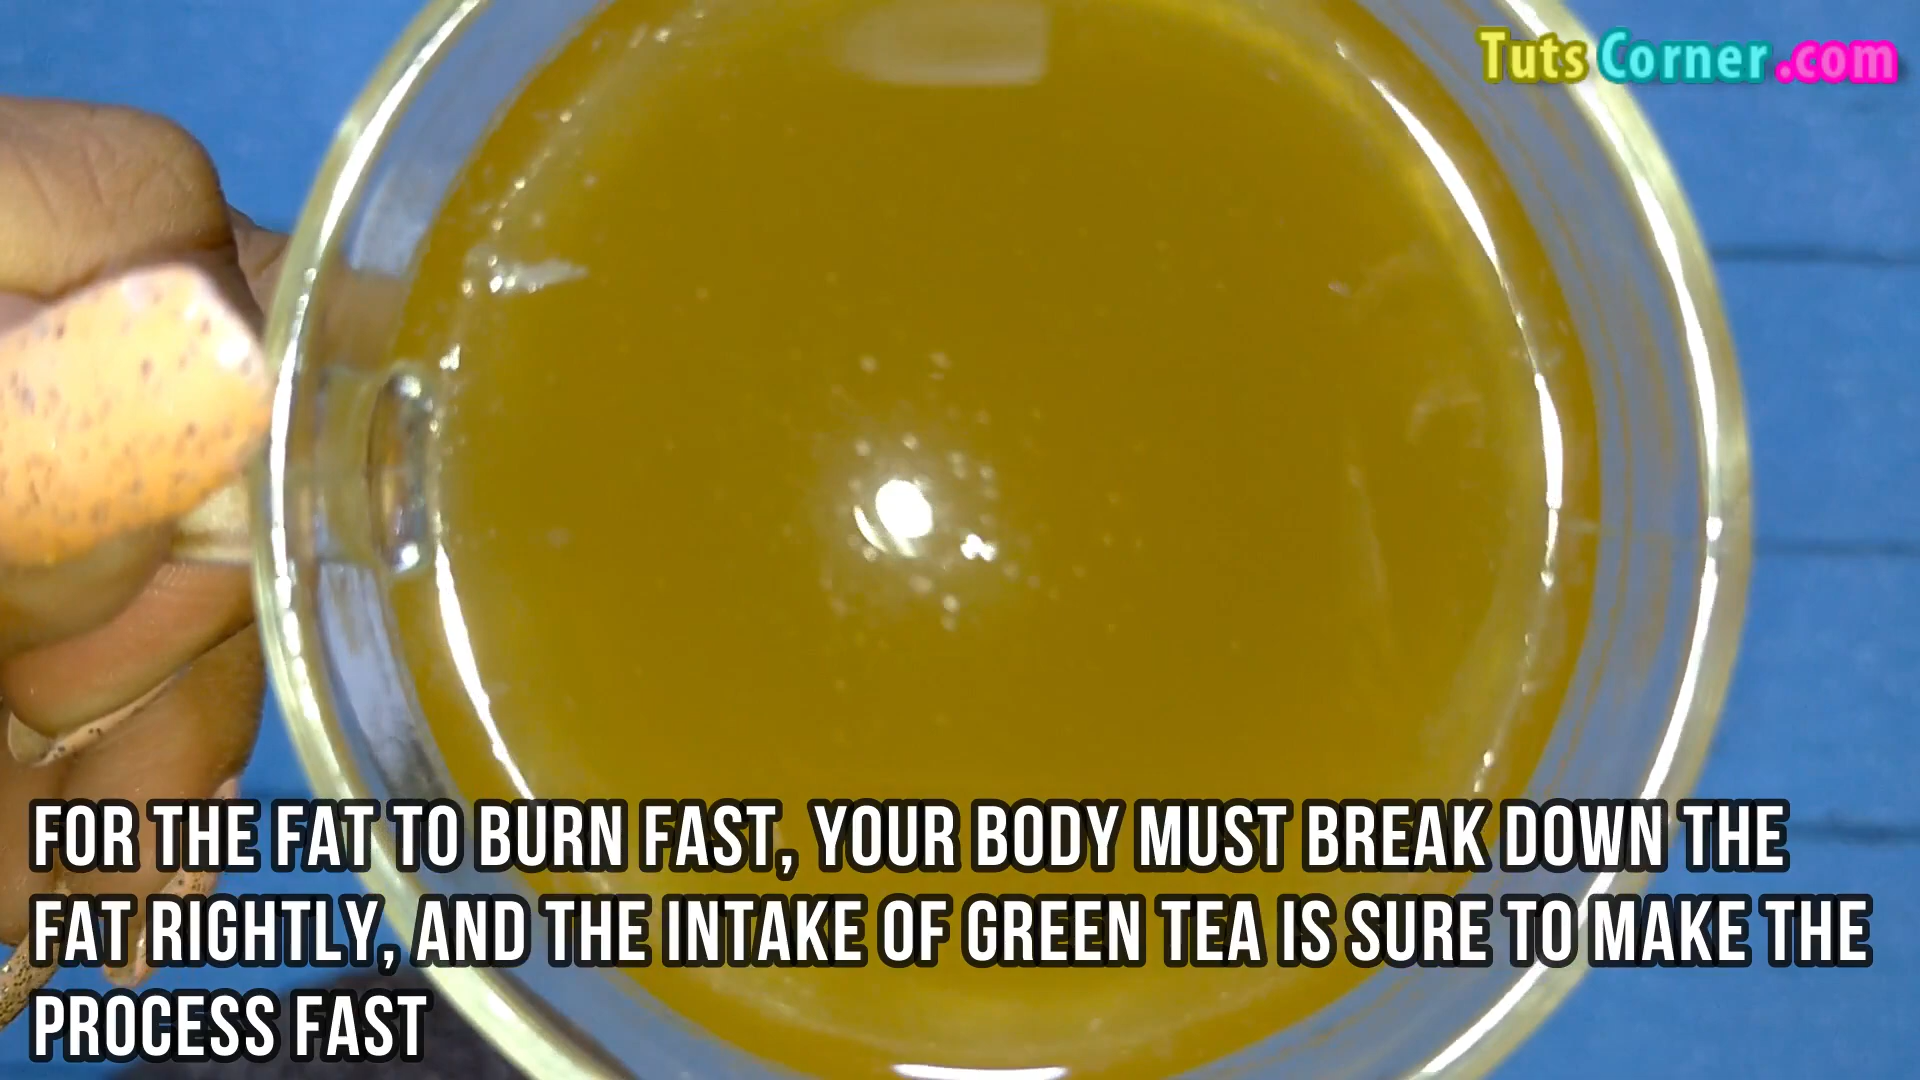 Tuts Corner .com
FOR THE FAT TO BURN FAST, YOUR BODY MUST BREAK DOWN THE
FAT RIGHTLY, AND THE INTAKE OF GREEN TEA IS SURE TO MAKE THE
PROCESS FAST